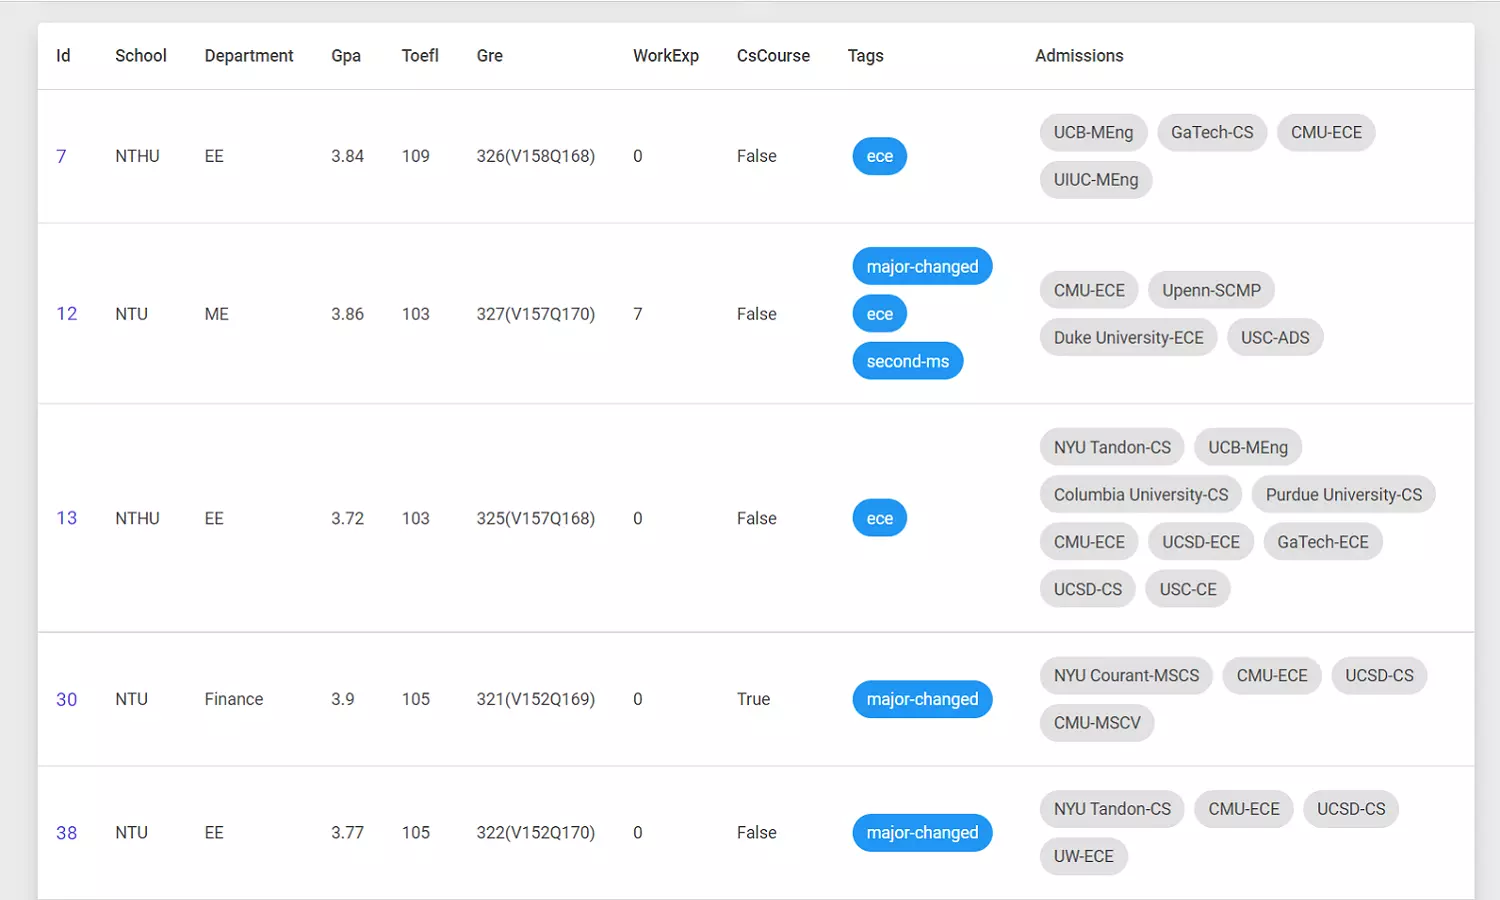 Id School Department Gpa Toefl Gre WorkExp CsCourse Tags Admissions
7 NTHU EE 3.84 109 326(V158Q168) 0 False ece
UCB-MEng GaTech-CS CMU-ECE
UIUC-MEng
12 NTU ME 3.86 103 327(V157Q170) 7 False
major-changed
ece
second-ms
CMU-ECE Upenn-SCMP
Duke University-ECE USC-ADS
13 NTHU EE 3.72 103 325(V157Q168) 0 False ece
NYU Tandon-CS UCB-MEng
Columbia University-CS Purdue University-CS
CMU-ECE UCSD-ECE GaTech-ECE
UCSD-CS USC-CE
30 NTU Finance 3.9 105 321(V152Q169) 0 True major-changed
NYU Courant-MSCS CMU-ECE UCSD-CS
CMU-MSCV
38 NTU EE 3.77 105 322(V152Q170) 0 False major-changed
NYU Tandon-CS CMU-ECE UCSD-CS
UW-ECE